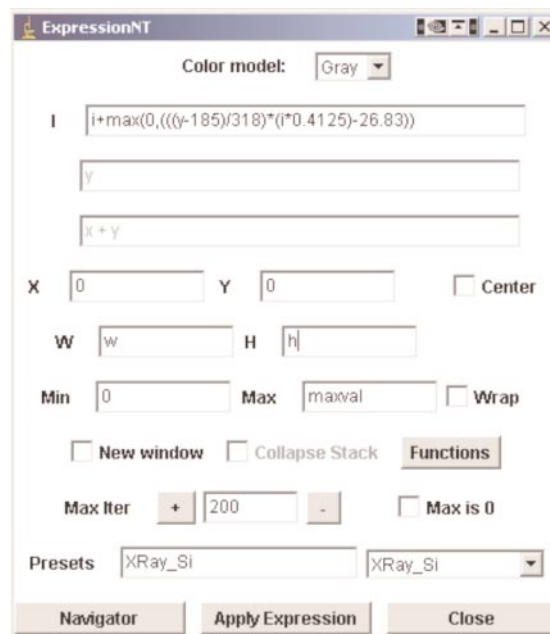 ExpressionNT
Color model: Gray
I i+max(0,(((y-185)/318)*(i*0.4125)-26.83))
y
x + y
X 0 Y 0 Center
W w H h
Min 0 Max maxval Wrap
New window Collapse Stack Functions
Max Iter + 200 - Max is 0
Presets XRay_Si XRay_Si
Navigator Apply Expression Close